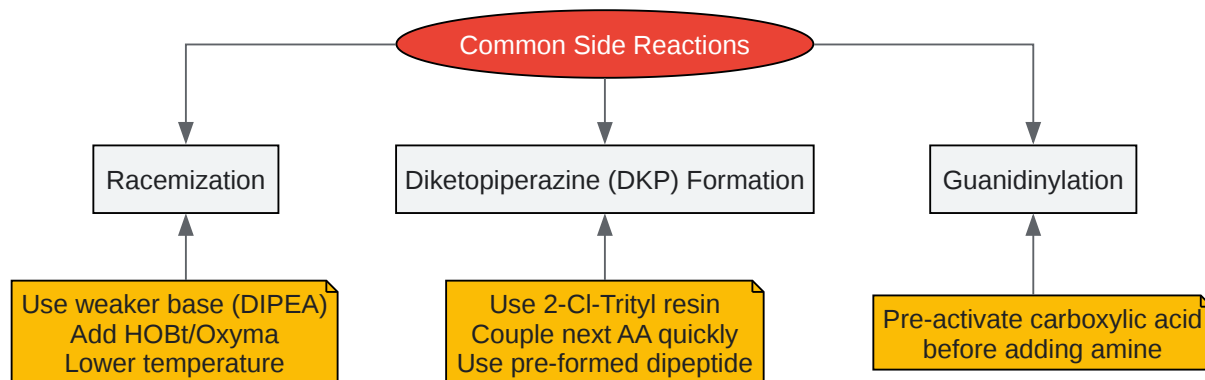 Common Side Reactions
Racemization
Diketopiperazine (DKP) Formation
Guanidinylation
Use weaker base (DIPEA)
Add HOBt/Oxyma
Lower temperature
Use 2-Cl-Trityl resin
Couple next AA quickly
Use pre-formed dipeptide
Pre-activate carboxylic acid
before adding amine